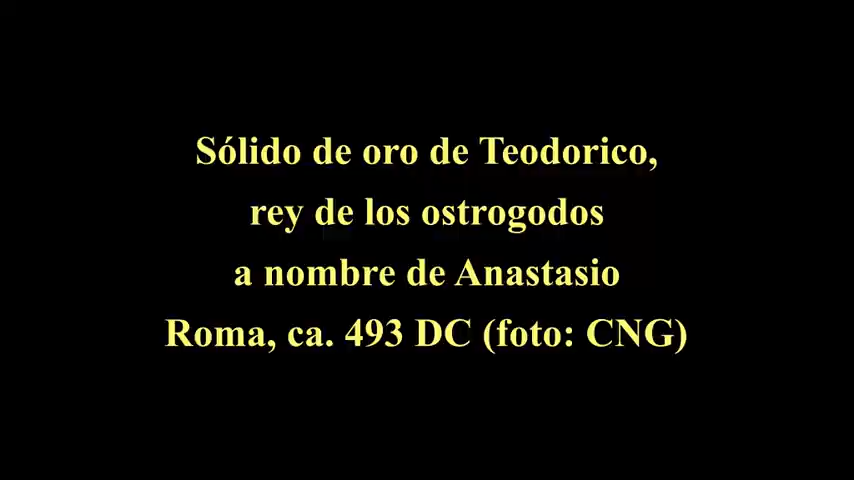 Sólido de oro de Teodorico,
rey de los ostrogodos
a nombre de Anastasio
Roma, ca. 493 DC (foto: CNG)